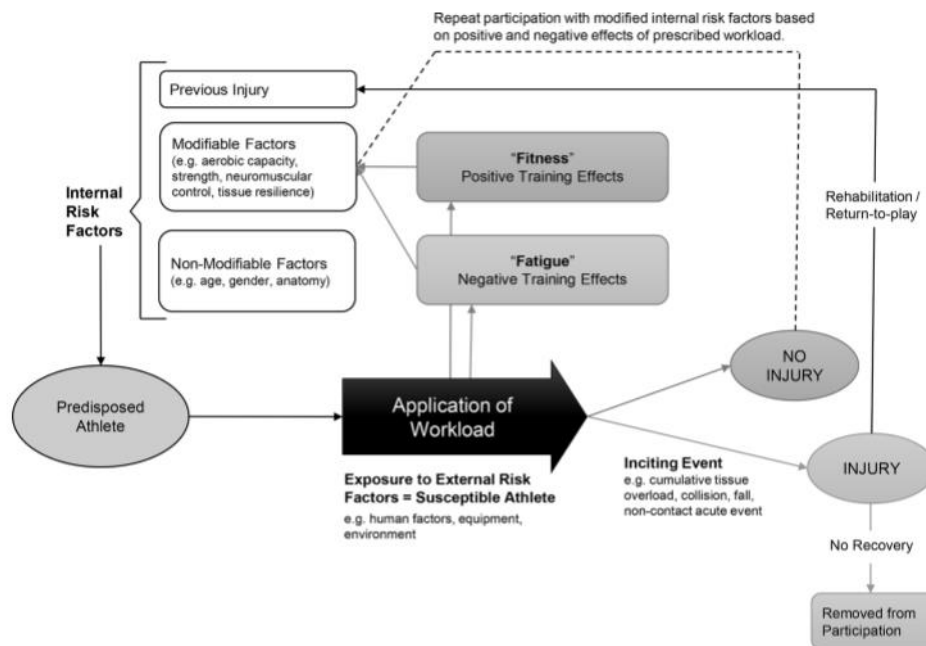 Repeat participation with modified internal risk factors based
on positive and negative effects of prescribed workload.
Previous Injury
Modifiable Factors
(e.g. aerobic capacity,
strength, neuromuscular
control, tissue resilience)
"Fitness"
Positive Training Effects
Internal
Risk
Factors
Rehabilitation /
Return-to-play
Non-Modifiable Factors
(e.g. age, gender, anatomy)
"Fatigue"
Negative Training Effects
NO
INJURY
Predisposed
Athlete
Application of
Workload
Exposure to External Risk
Factors = Susceptible Athlete
e.g. human factors, equipment,
environment
Inciting Event
e.g. cumulative tissue
overload, collision, fall,
non-contact acute event
INJURY
No Recovery
Removed from
Participation